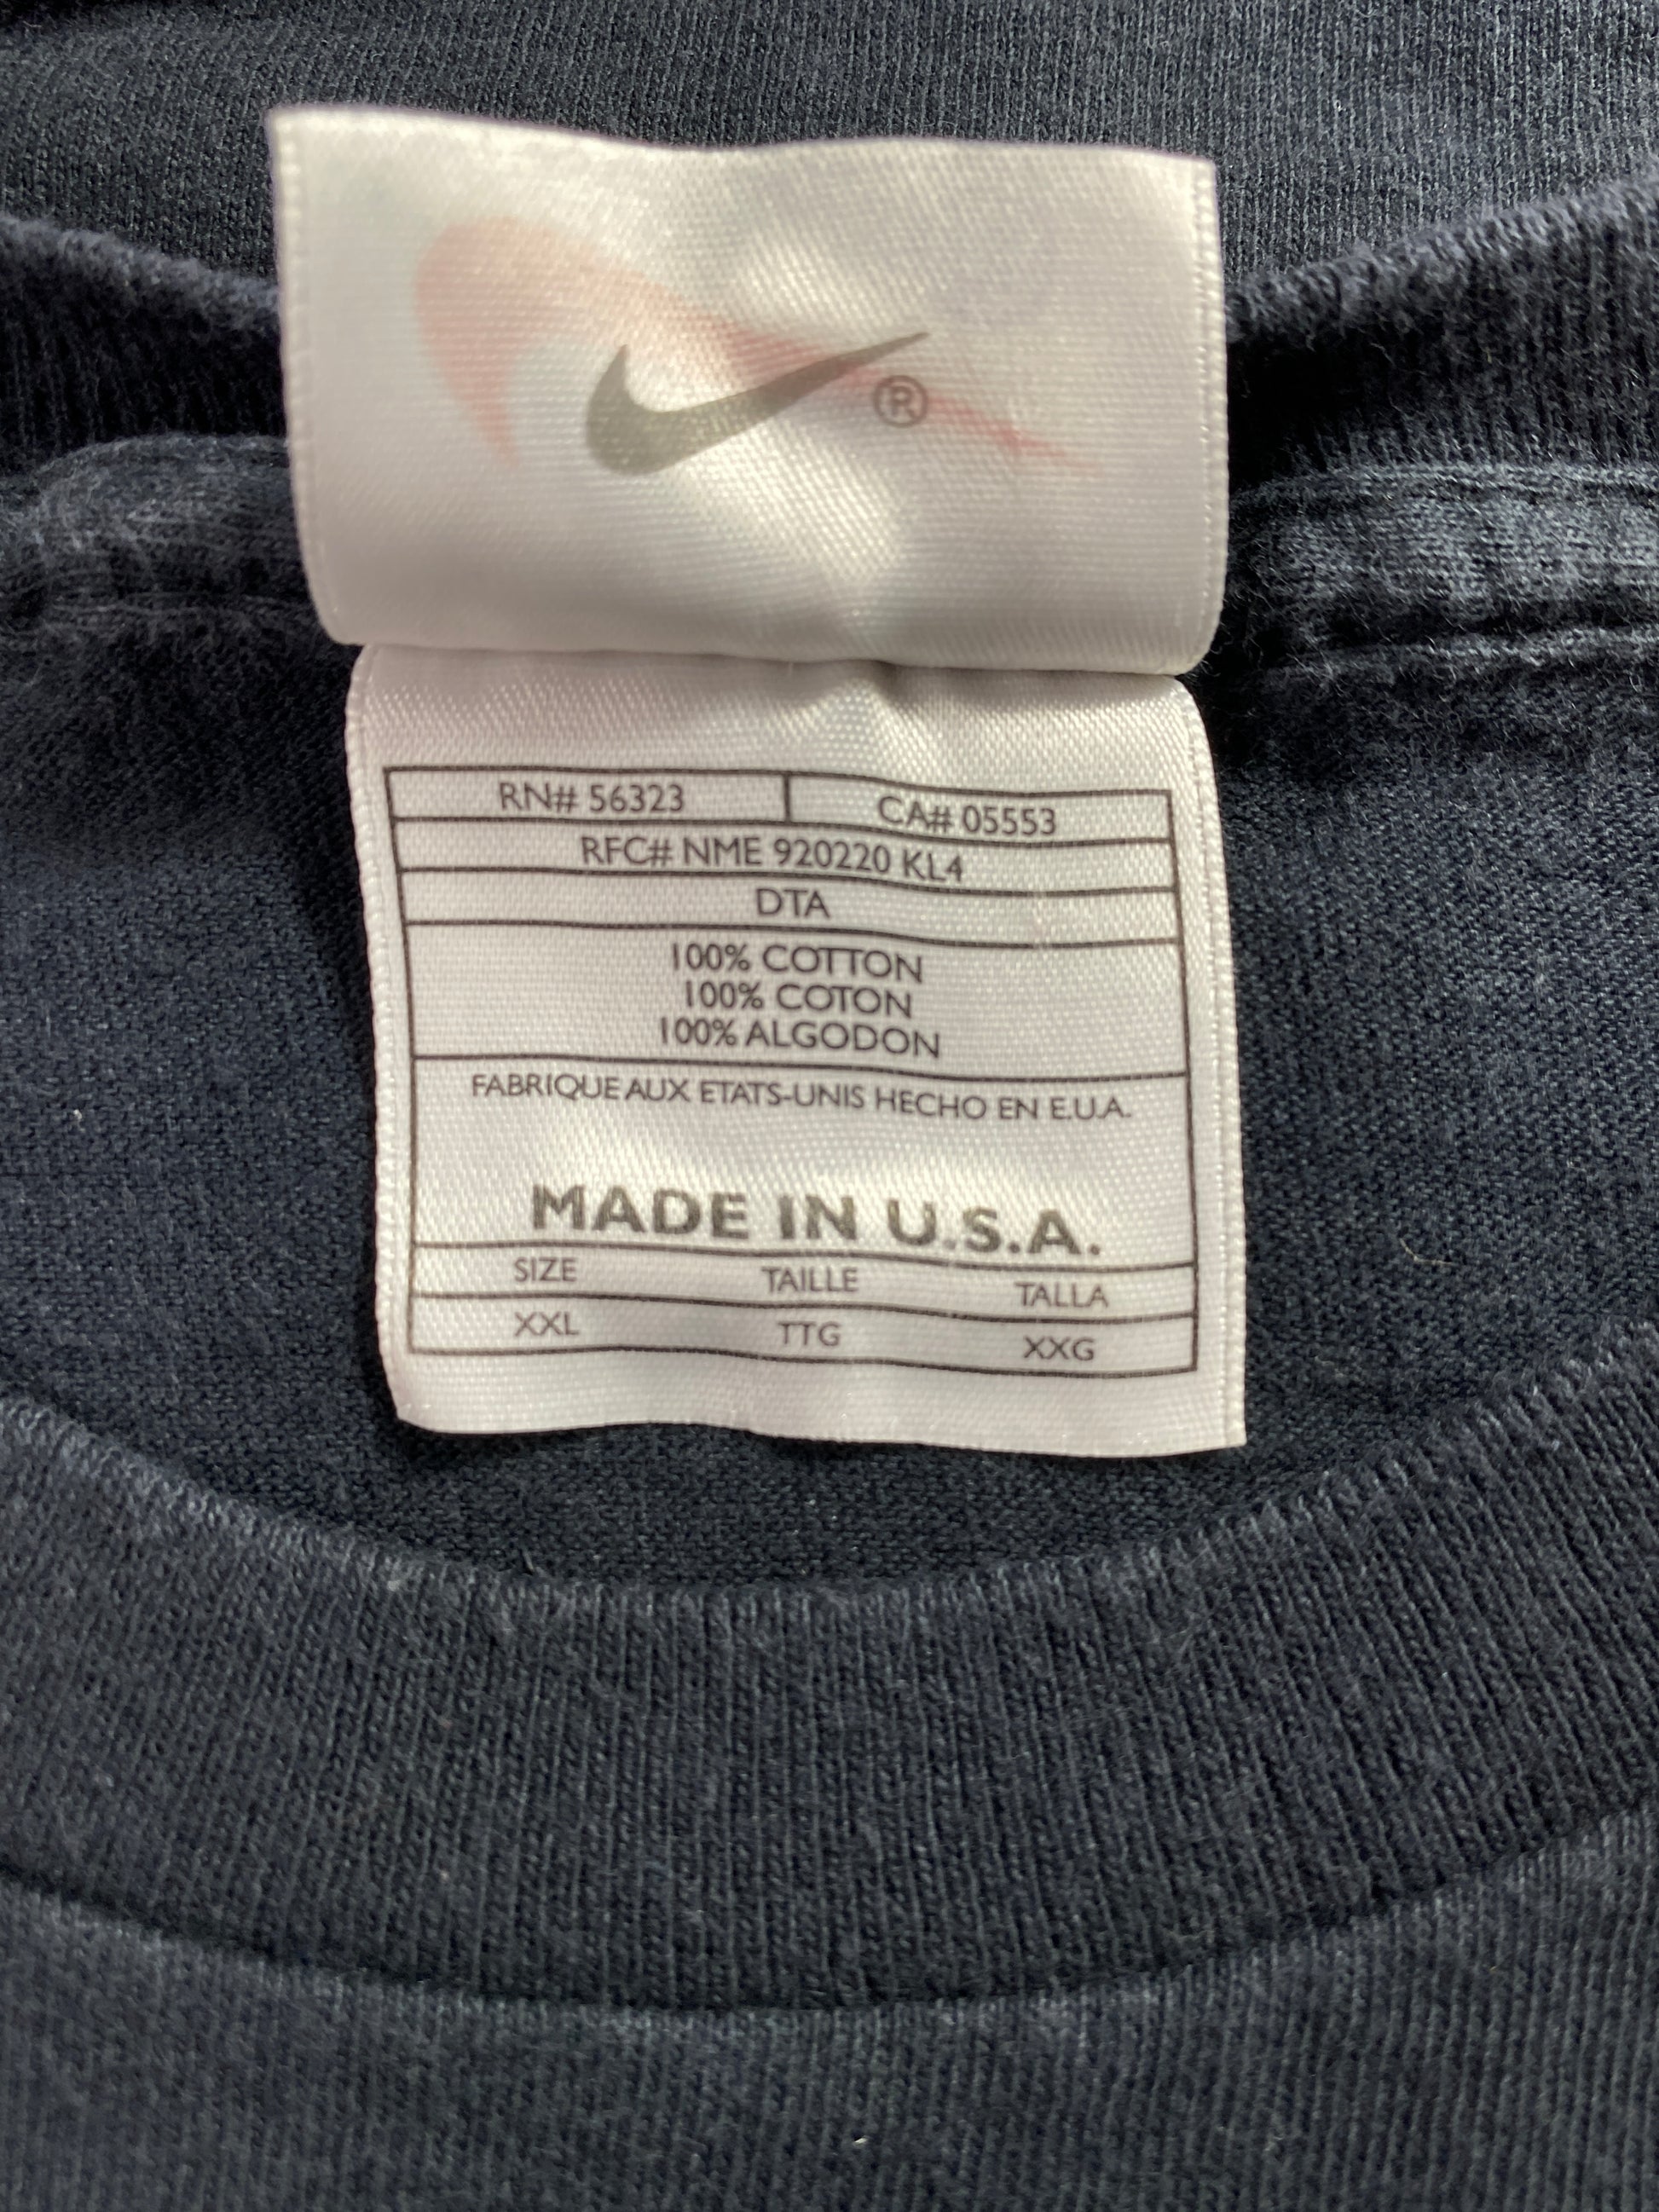 ®
RN# 56323 CA# 05553
RFC# NME 920220 KL4
DTA
100% COTTON
100% COTON
100% ALGODON
FABRIQUE AUX ETATS-UNIS HECHO EN E.U.A.
MADE IN U.S.A.
SIZE TAILLE TALLA
XXL TTG XXG